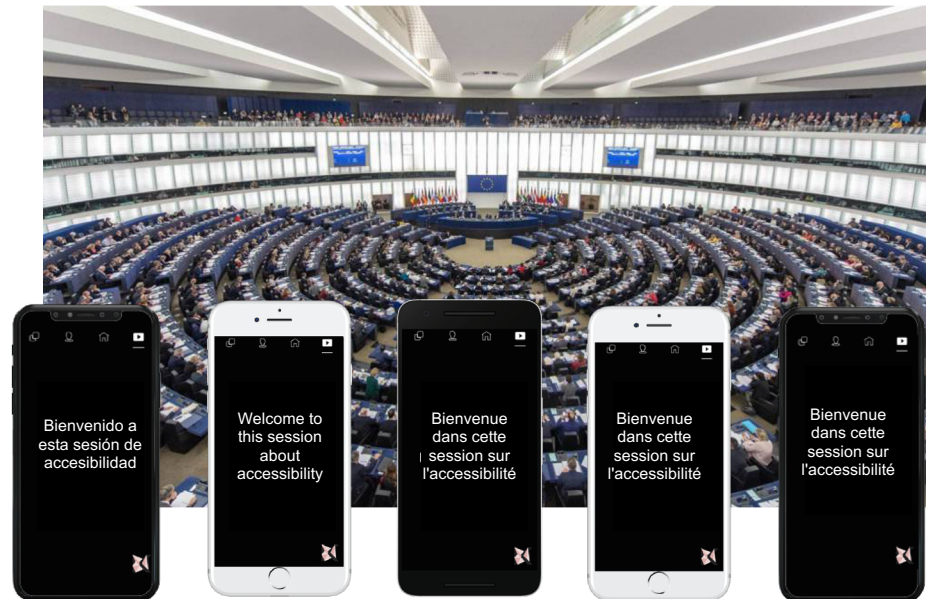 Bienvenido a
esta sesión de
accesibilidad
Welcome to
this session
about
accessibility
Bienvenue
dans cette
session sur
l'accessibilité
Bienvenue
dans cette
session sur
l'accessibilité
Bienvenue
dans cette
session sur
l'accessibilité